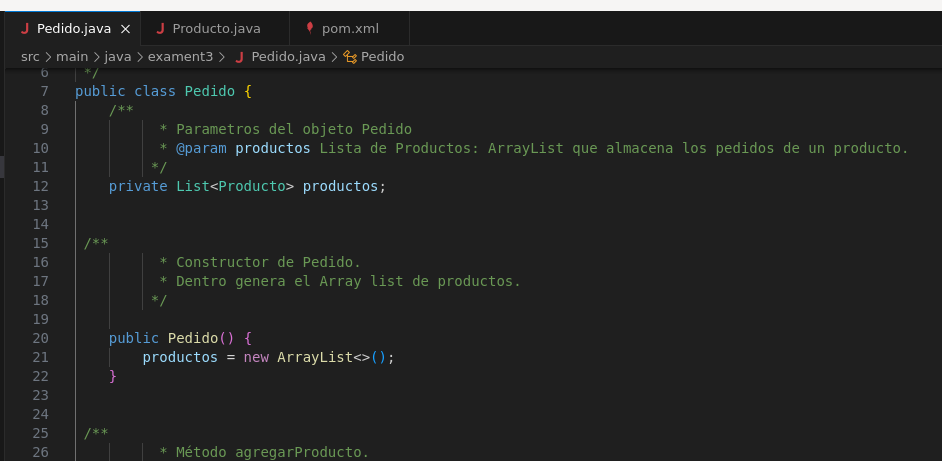 Pedido.java ×
Producto.java
pom.xml
src > main > java > exament3 > Pedido.java > Pedido
6 */
7 public class Pedido {
8 /**
9 * Parametros del objeto Pedido
10 * @param productos Lista de Productos: ArrayList que almacena los pedidos de un producto.
11 */
12 private List<Producto> productos;
13
14
15 /**
16 * Constructor de Pedido.
17 * Dentro genera el Array list de productos.
18 */
19
20 public Pedido() {
21 productos = new ArrayList<>();
22 }
23
24
25 /**
26 * Método agregarProducto.